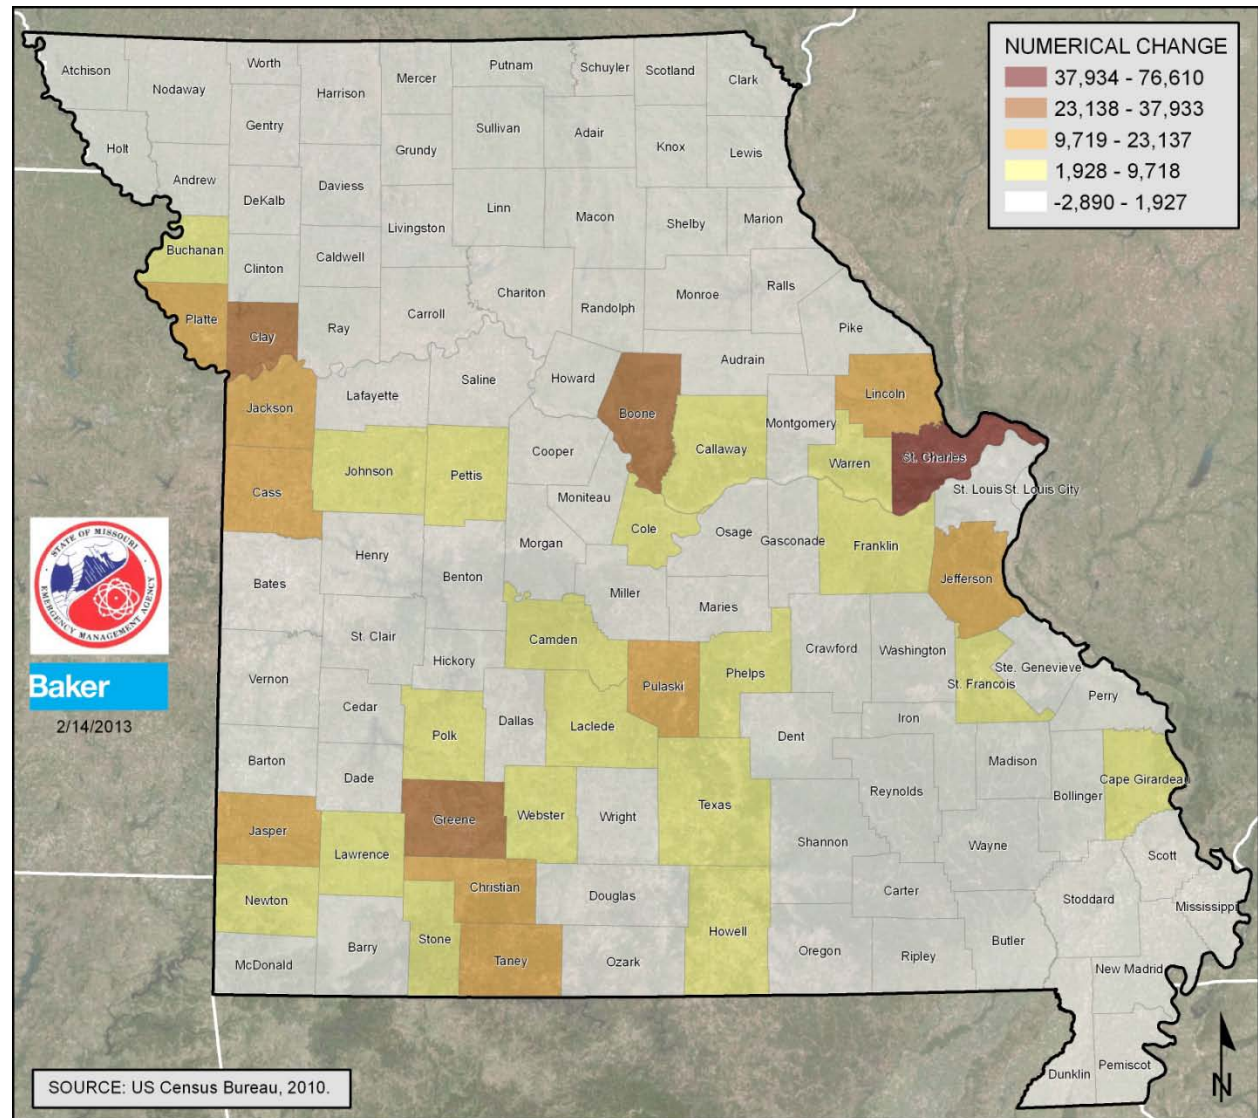 NUMERICAL CHANGE
37,934 - 76,610
23,138 - 37,933
9,719 - 23,137
1,928 - 9,718
-2,890 - 1,927
Atchison
Nodaway
Worth
Harrison
Mercer
Putnam
Schuyler
Scotland
Clark
Holt
Gentry
Sullivan
Adair
Knox
Lewis
Grundy
Andrew
DeKalb
Daviess
Livingston
Linn
Macon
Shelby
Marion
Buchanan
Clinton
Caldwell
Chariton
Randolph
Monroe
Ralls
Platte
Clay
Ray
Carroll
Pike
Audrain
Jackson
Lafayette
Saline
Howard
Boone
Callaway
Montgomery
Lincoln
Cass
Johnson
Pettis
Cooper
Moniteau
Cole
Warren
St. Charles
St. Louis
St. Louis City
Henry
Benton
Morgan
Miller
Osage
Maries
Gasconade
Franklin
Jefferson
Bates
St. Clair
Hickory
Camden
Pulaski
Phelps
Crawford
Washington
St. Francois
Ste. Genevieve
Perry
Vernon
Cedar
Polk
Dallas
Laclede
Dent
Iron
Madison
Bollinger
Cape Girardeau
Barton
Dade
Greene
Webster
Wright
Texas
Reynolds
Shannon
Wayne
Scott
Jasper
Lawrence
Christian
Douglas
Carter
Stoddard
Mississippi
Newton
Barry
Stone
Taney
Ozark
Howell
Oregon
Ripley
Butler
New Madrid
McDonald
Dunklin
Pemiscot
STATE OF MISSOURI
EMERGENCY MANAGEMENT AGENCY
Baker
2/14/2013
SOURCE: US Census Bureau, 2010.
N